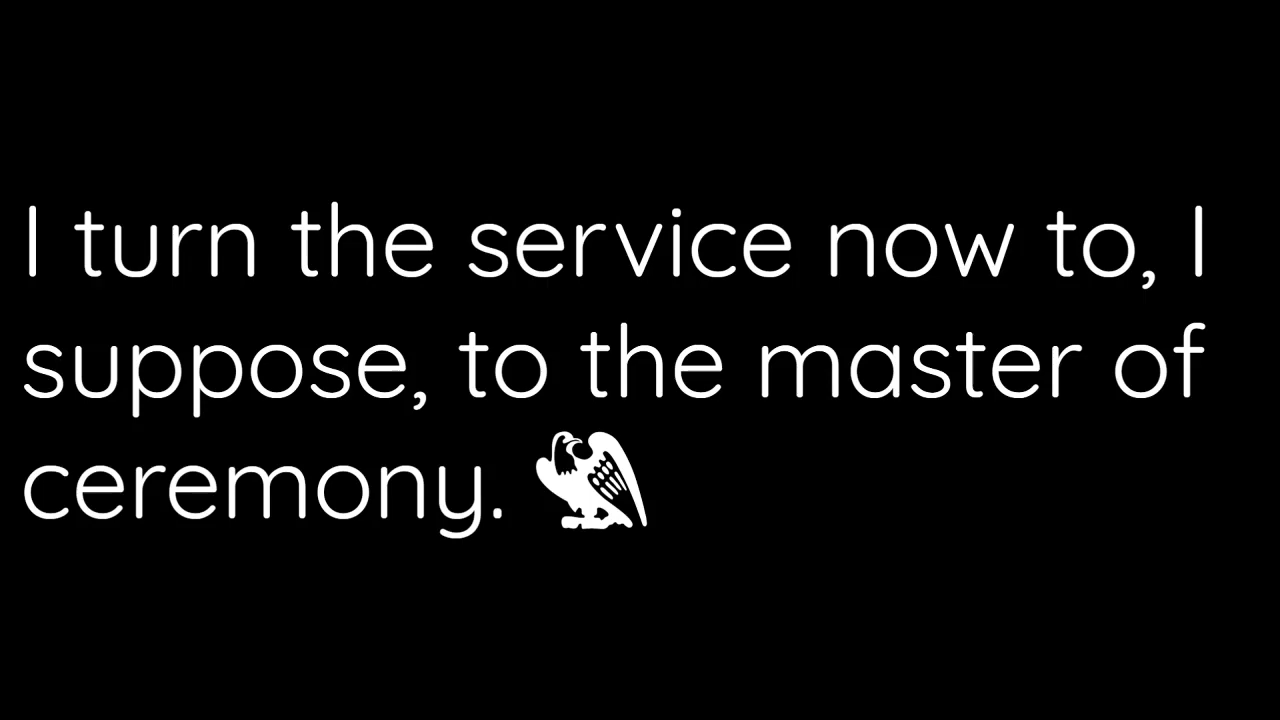 I turn the service now to, I
suppose, to the master of
ceremony.